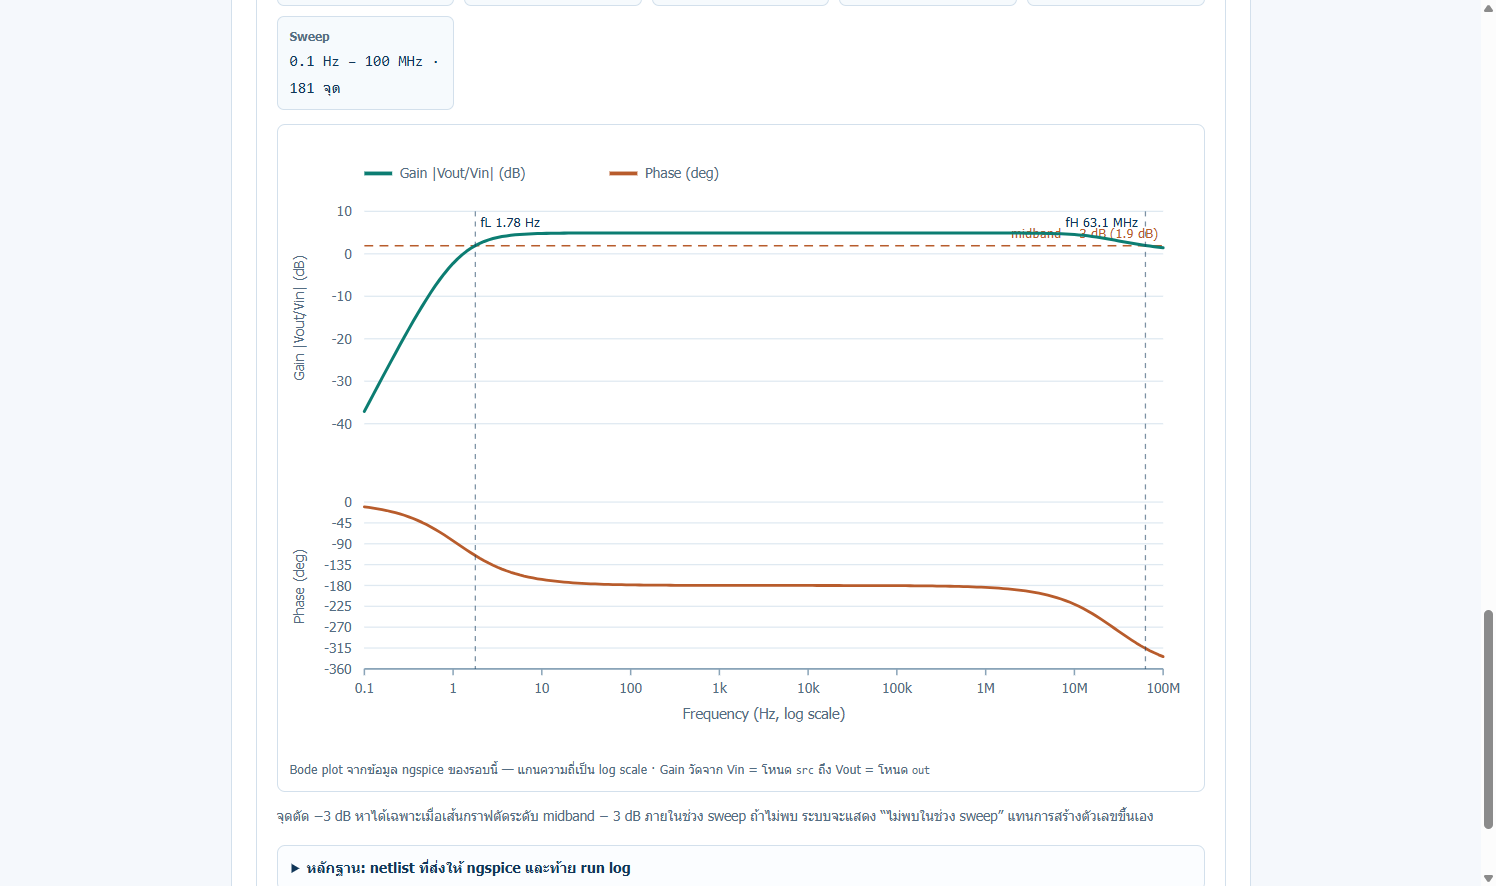 Sweep
0.1 Hz – 100 MHz ·
181 จุด
Gain |Vout/Vin| (dB)
Phase (deg)
10
0
-10
-20
-30
-40
Gain |Vout/Vin| (dB)
fL 1.78 Hz
fH 63.1 MHz
midband − 3 dB (1.9 dB)
0
-45
-90
-135
-180
-225
-270
-315
-360
Phase (deg)
0.1 1 10 100 1k 10k 100k 1M 10M 100M
Frequency (Hz, log scale)
Bode plot จากข้อมูล ngspice ของรอบนี้ — แกนความถี่เป็น log scale · Gain วัดจาก Vin = โหนด src ถึง Vout = โหนด out
จุดตัด −3 dB หาได้เฉพาะเมื่อเส้นกราฟตัดระดับ midband − 3 dB ภายในช่วง sweep ถ้าไม่พบ ระบบจะแสดง “ไม่พบในช่วง sweep” แทนการสร้างตัวเลขขึ้นเอง
▶ หลักฐาน: netlist ที่ส่งให้ ngspice และท้าย run log